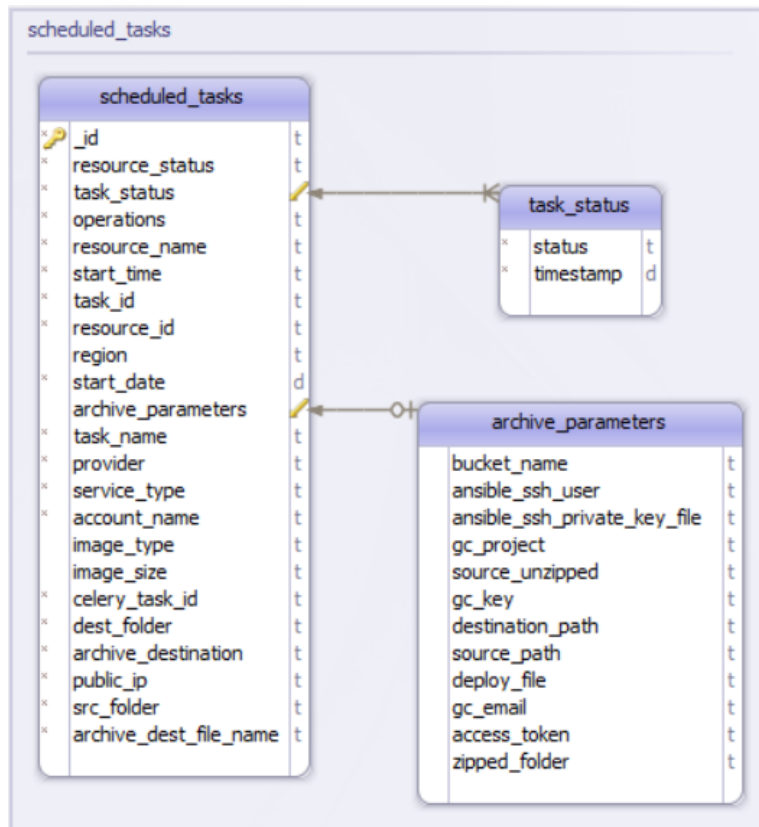 scheduled_tasks
scheduled_tasks
* _id t
* resource_status t
* task_status
* operations t
* resource_name t
* start_time t
* task_id t
* resource_id t
region t
* start_date d
archive_parameters
* task_name t
* provider t
* service_type t
* account_name t
image_type t
image_size t
* celery_task_id t
* dest_folder t
* archive_destination t
* public_ip t
* src_folder t
* archive_dest_file_name t
task_status
* status t
* timestamp d
archive_parameters
bucket_name t
ansible_ssh_user t
ansible_ssh_private_key_file t
gc_project t
source_unzipped t
gc_key t
destination_path t
source_path t
deploy_file t
gc_email t
access_token t
zipped_folder t